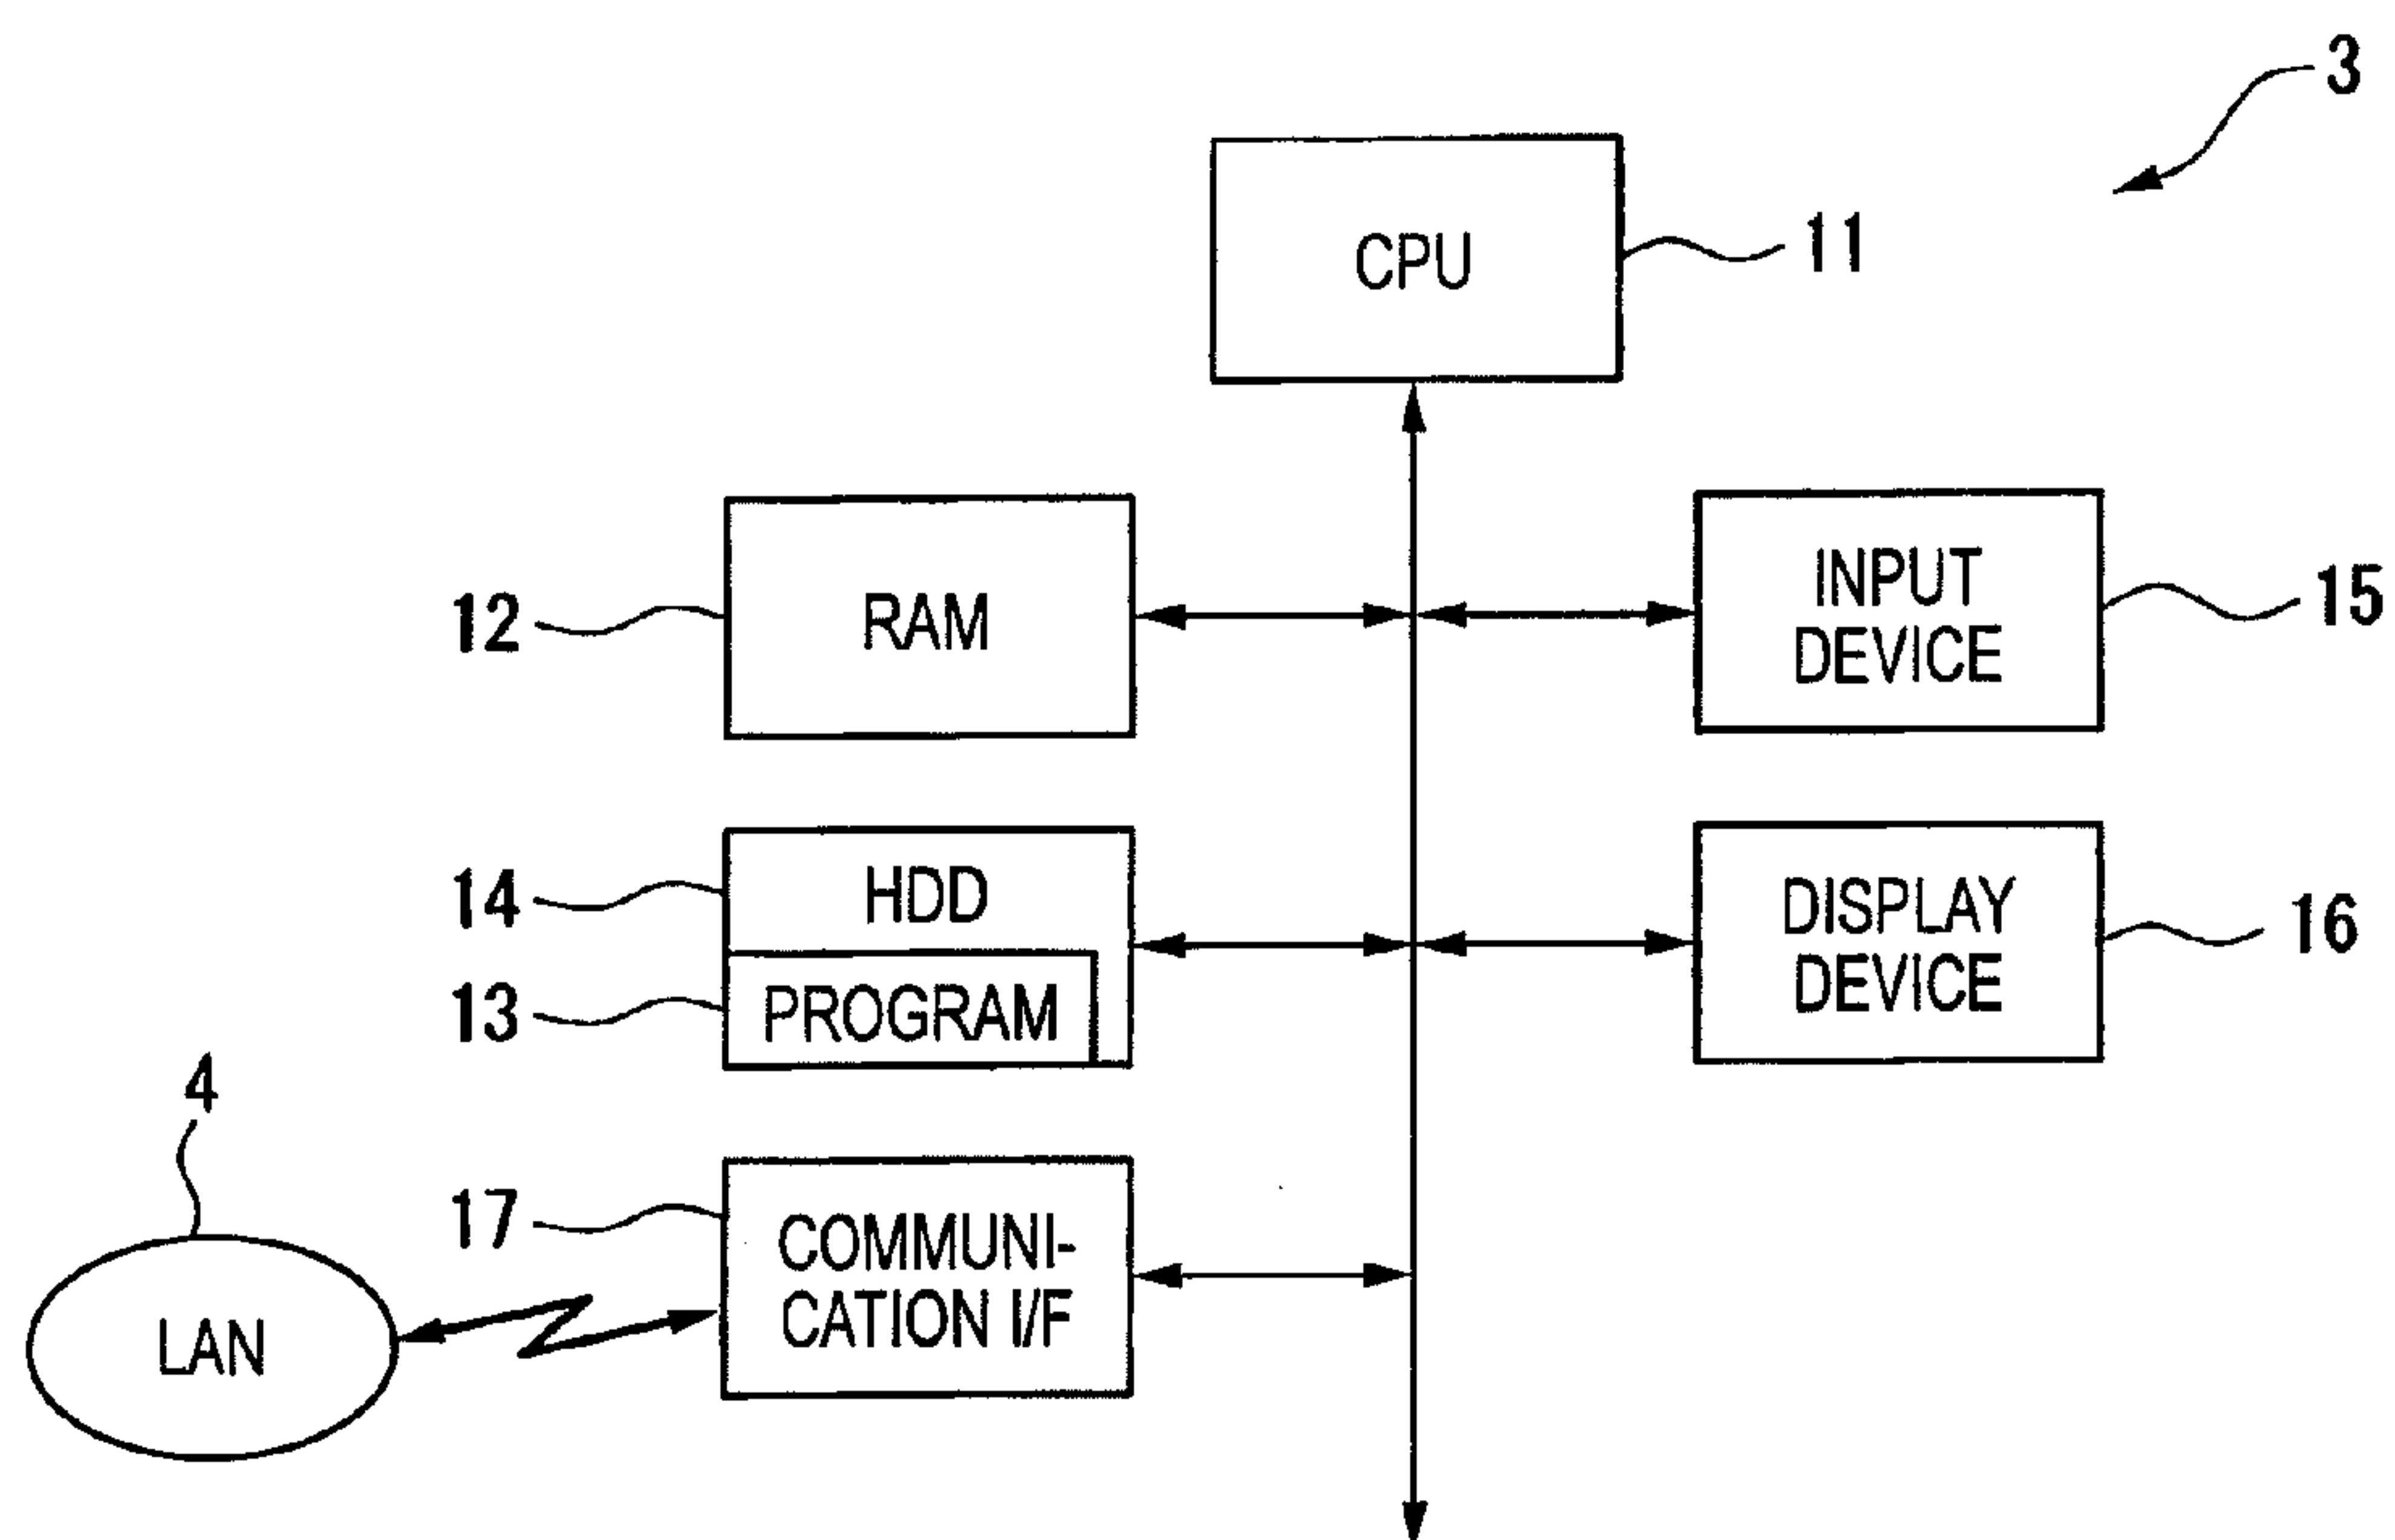 3
CPU
11
12
RAM
INPUT
DEVICE
15
14
HDD
13
PROGRAM
DISPLAY
DEVICE
16
4
LAN
17
COMMUNI-
CATION I/F